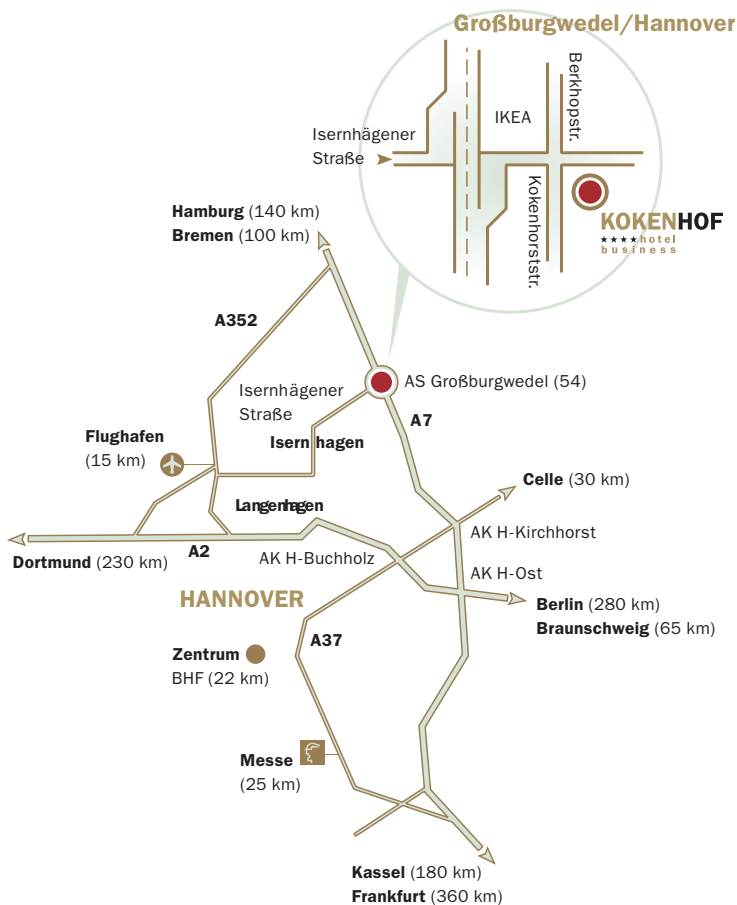 Großburgwedel/Hannover
Berkhopstr.
IKEA
Isernhägener
Straße
Kokenhorststr.
KOKENHOF
★★★★hotel
business
Hamburg (140 km)
Bremen (100 km)
A352
AS Großburgwedel (54)
Isernhägener
Straße
A7
Isernhagen
Flughafen
(15 km)
Celle (30 km)
Langenhagen
AK H-Kirchhorst
A2
AK H-Buchholz
Dortmund (230 km)
AK H-Ost
HANNOVER
Berlin (280 km)
Braunschweig (65 km)
A37
Zentrum
BHF (22 km)
Messe
(25 km)
Kassel (180 km)
Frankfurt (360 km)